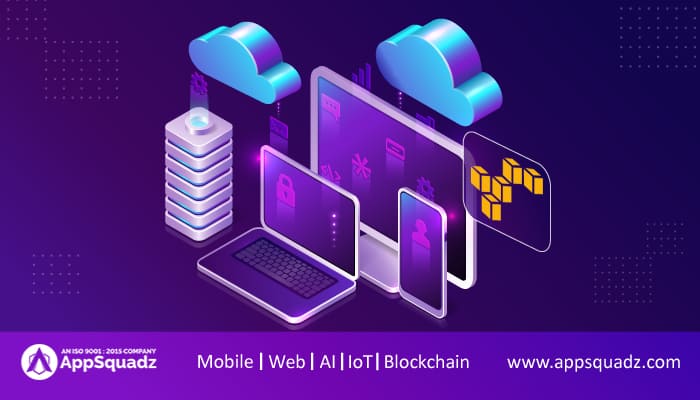 AN ISO 9001 : 2015 COMPANY
AppSquadz
Mobile | Web | AI | IoT | Blockchain
www.appsquadz.com